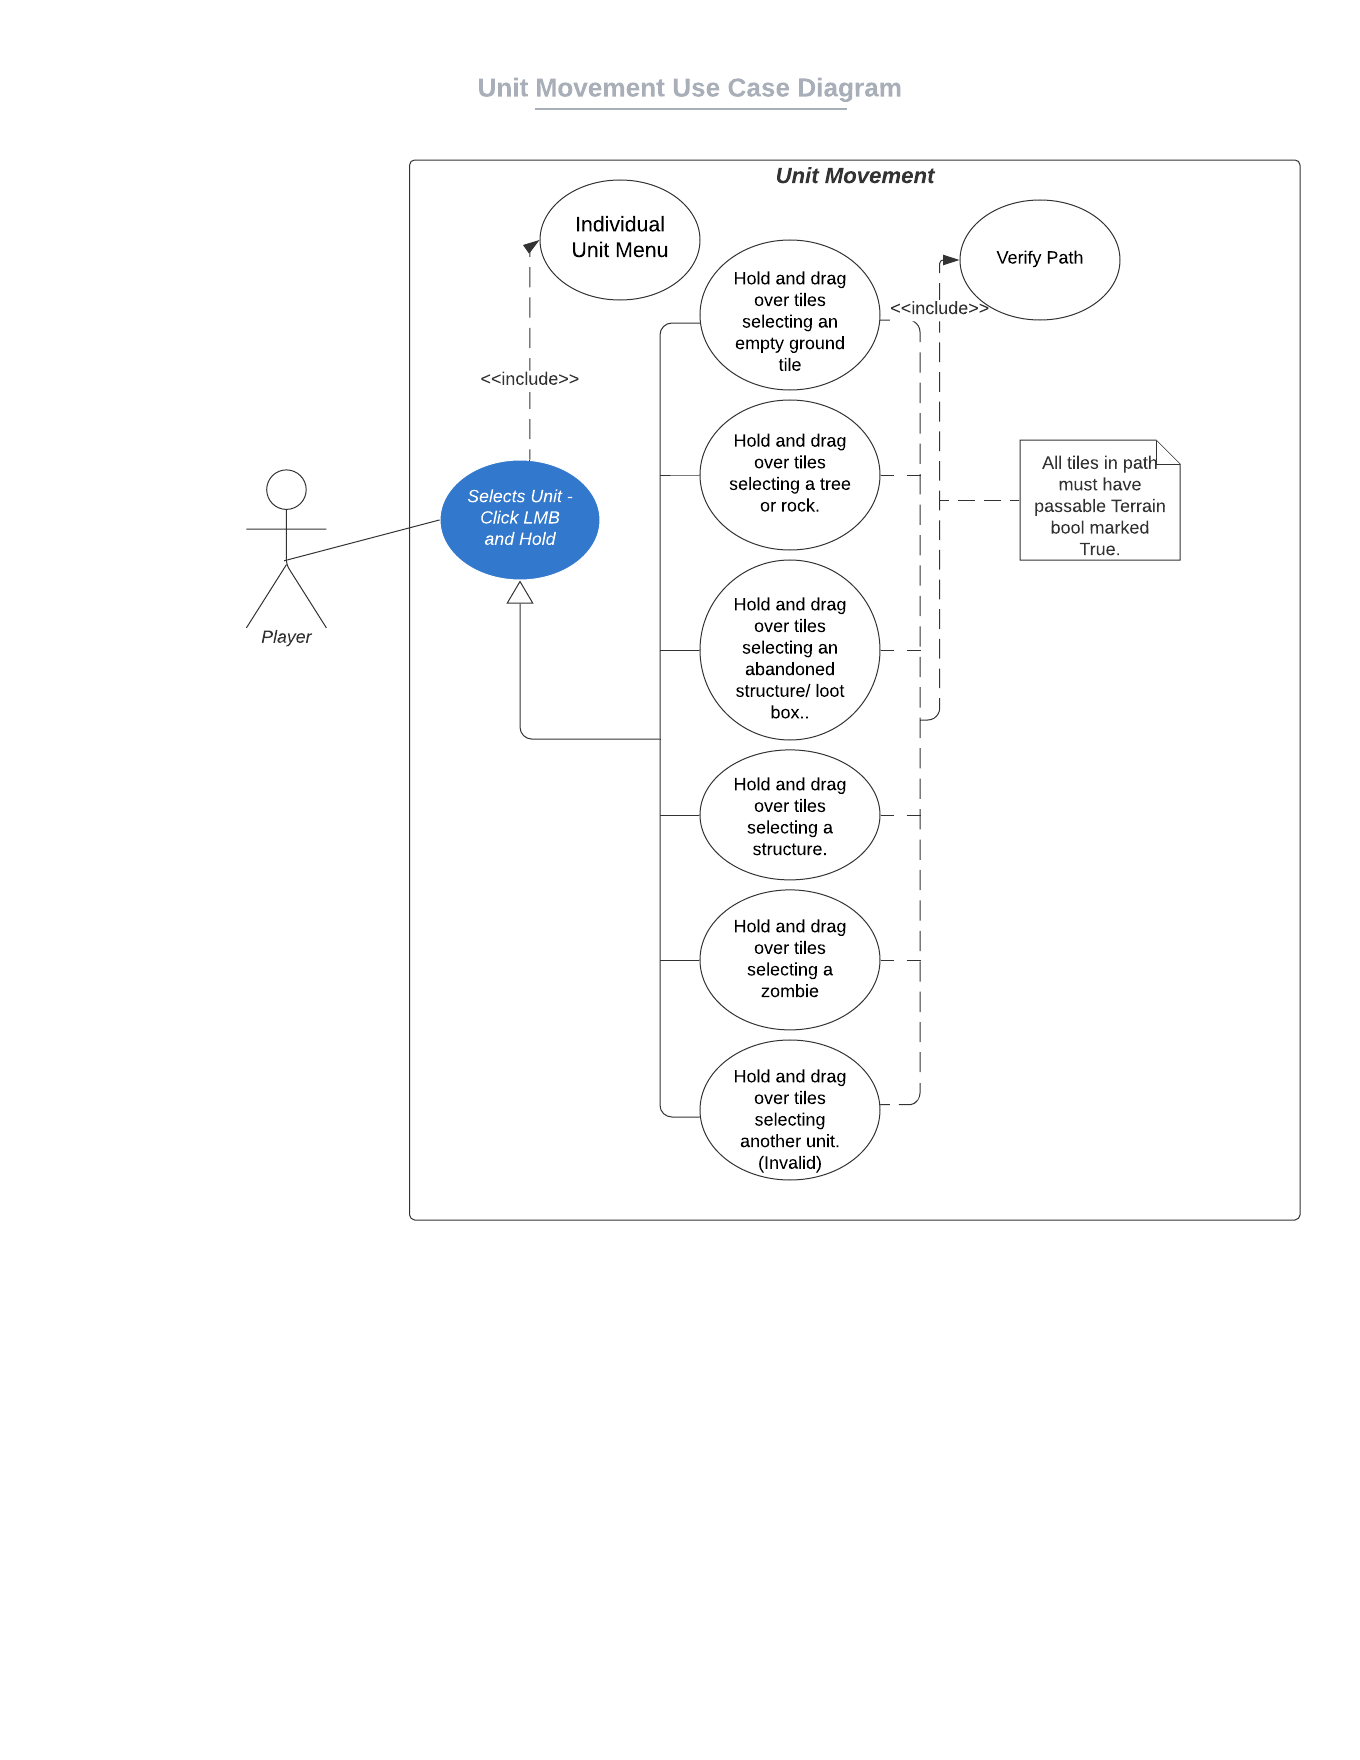 Unit Movement Use Case Diagram
Unit Movement
Individual
Unit Menu
Verify Path
Hold and drag
over tiles
selecting an
empty ground
tile
<<include>>
<<include>>
Hold and drag
over tiles
selecting a tree
or rock.
All tiles in path
must have
passable Terrain
bool marked
True.
Selects Unit -
Click LMB
and Hold
Player
Hold and drag
over tiles
selecting an
abandoned
structure/ loot
box..
Hold and drag
over tiles
selecting a
structure.
Hold and drag
over tiles
selecting a
zombie
Hold and drag
over tiles
selecting
another unit.
(Invalid)